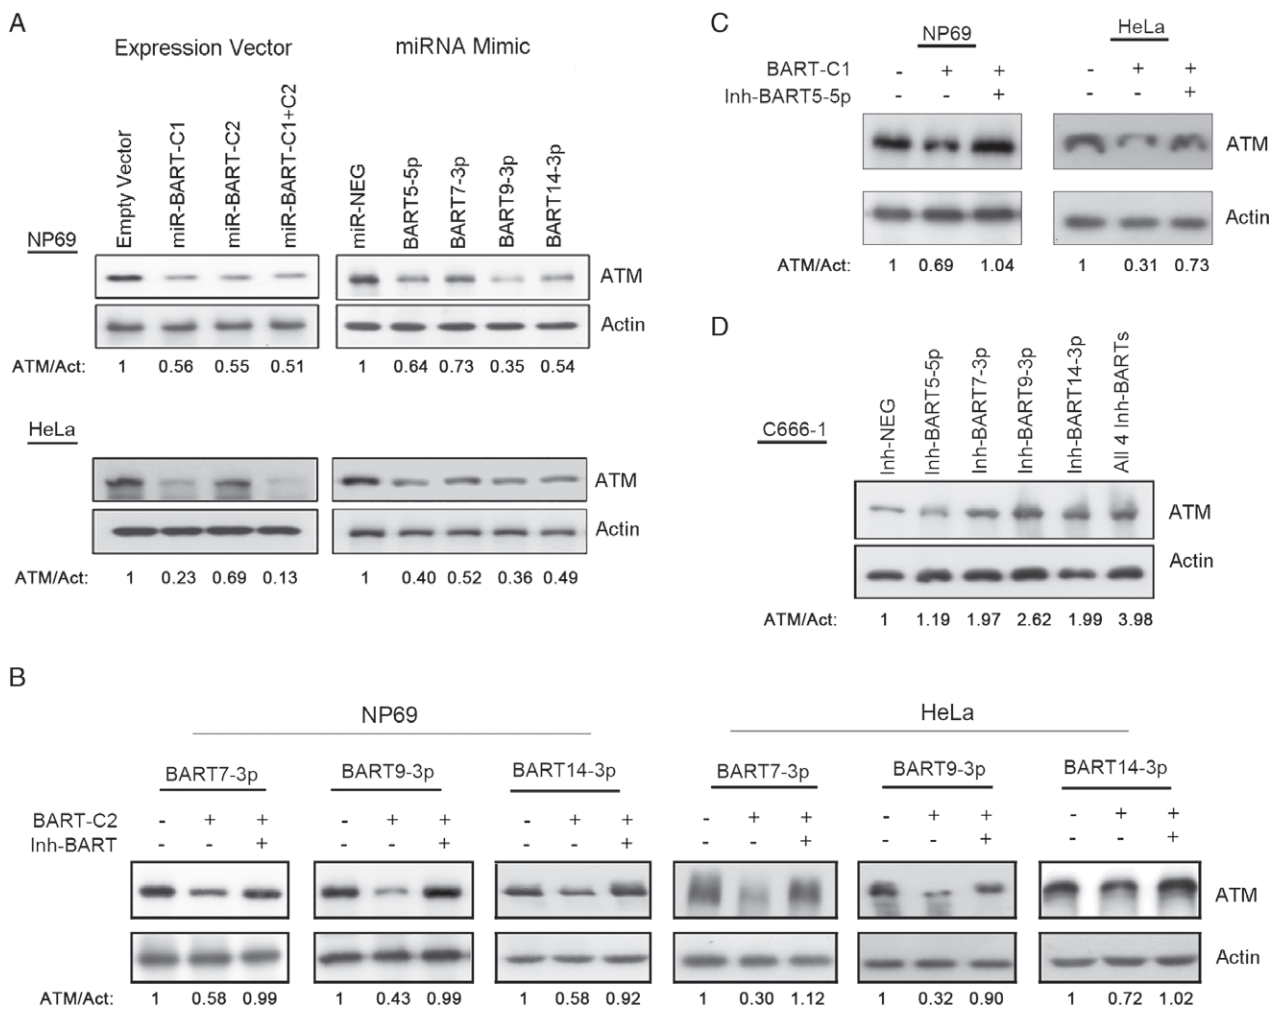 A
Expression Vector
miRNA Mimic
Empty Vector
miR-BART-C1
miR-BART-C2
miR-BART-C1+C2
miR-NEG
BART5-5p
BART7-3p
BART9-3p
BART14-3p
NP69
ATM
Actin
ATM/Act: 1 0.56 0.55 0.51 1 0.64 0.73 0.35 0.54
HeLa
ATM
Actin
ATM/Act: 1 0.23 0.69 0.13 1 0.40 0.52 0.36 0.49
C
NP69 HeLa
BART-C1 - + + - + +
Inh-BART5-5p - - + - - +
ATM
Actin
ATM/Act: 1 0.69 1.04 1 0.31 0.73
D
Inh-NEG
Inh-BART5-5p
Inh-BART7-3p
Inh-BART9-3p
Inh-BART14-3p
All 4 Inh-BARTs
C666-1
ATM
Actin
ATM/Act: 1 1.19 1.97 2.62 1.99 3.98
B
NP69 HeLa
BART7-3p BART9-3p BART14-3p BART7-3p BART9-3p BART14-3p
BART-C2 - + + - + + - + + - + + - + + - + +
Inh-BART - - + - - + - - + - - + - - + - - +
ATM
Actin
ATM/Act: 1 0.58 0.99 1 0.43 0.99 1 0.58 0.92 1 0.30 1.12 1 0.32 0.90 1 0.72 1.02